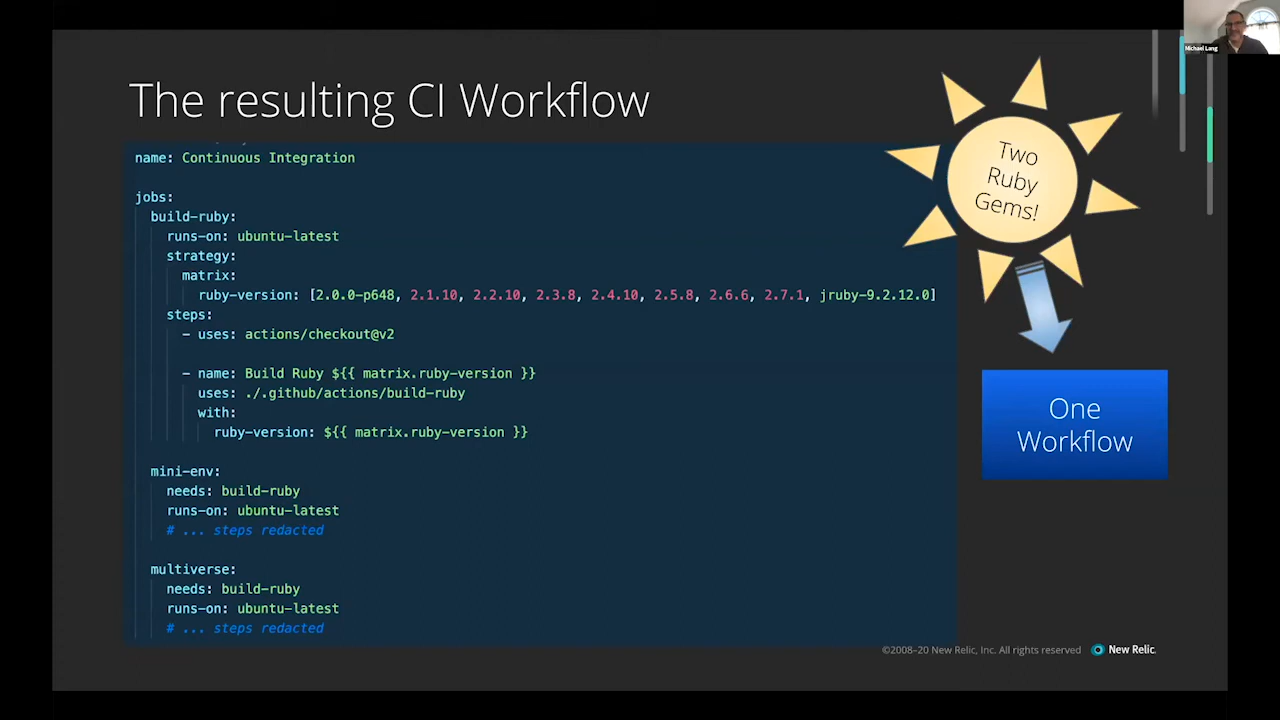 Michael Lang
The resulting CI Workflow
name: Continuous Integration
jobs:
build-ruby:
runs-on: ubuntu-latest
strategy:
matrix:
ruby-version: [2.0.0-p648, 2.1.10, 2.2.10, 2.3.8, 2.4.10, 2.5.8, 2.6.6, 2.7.1, jruby-9.2.12.0]
steps:
- uses: actions/checkout@v2
- name: Build Ruby ${{ matrix.ruby-version }}
uses: ./.github/actions/build-ruby
with:
ruby-version: ${{ matrix.ruby-version }}
mini-env:
needs: build-ruby
runs-on: ubuntu-latest
# ... steps redacted
multiverse:
needs: build-ruby
runs-on: ubuntu-latest
# ... steps redacted
Two
Ruby
Gems!
One
Workflow
©2008–20 New Relic, Inc. All rights reserved
New Relic.